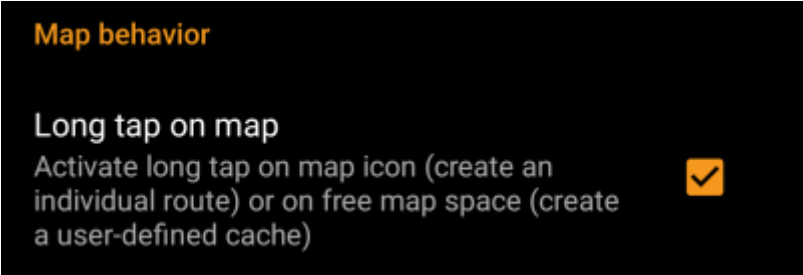 Map behavior
Long tap on map
Activate long tap on map icon (create an
individual route) or on free map space (create
a user-defined cache)